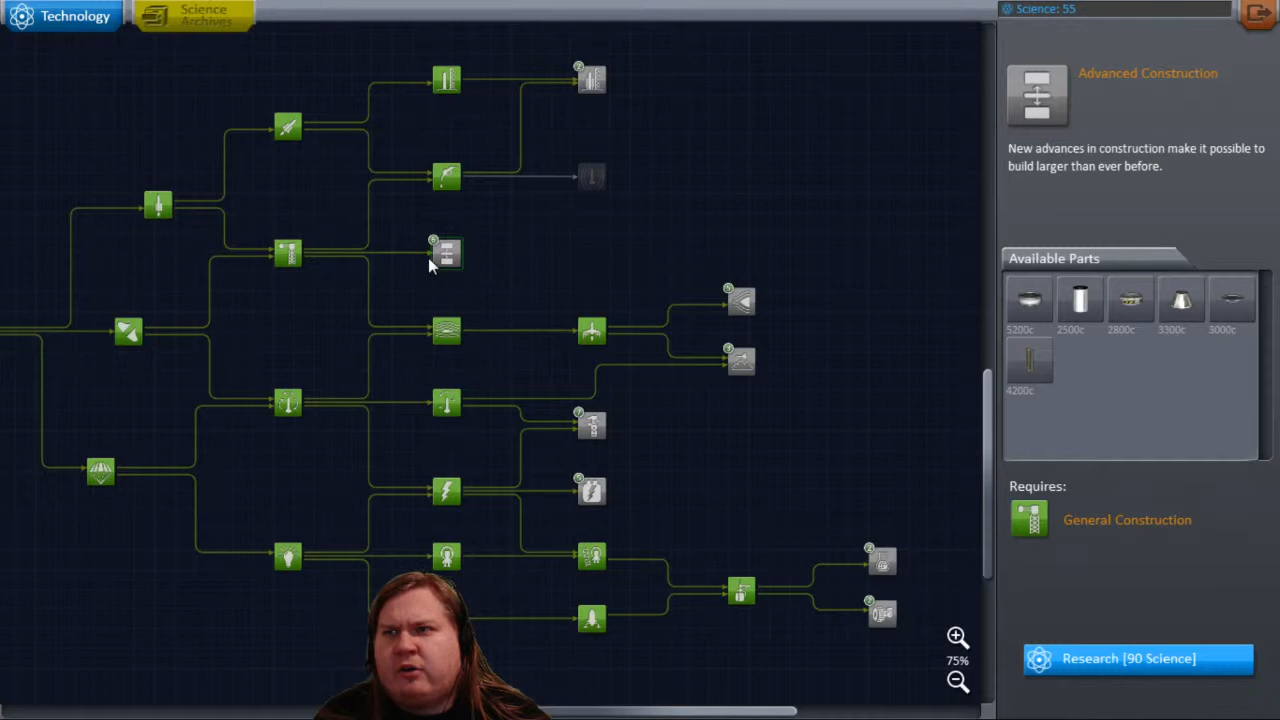 Technology
Science
Archives
Science: 55
Advanced Construction
New advances in construction make it possible to
build larger than ever before.
Available Parts
5200c
2500c
2800c
3300c
3000c
4200c
Requires:
General Construction
75%
Research [90 Science]